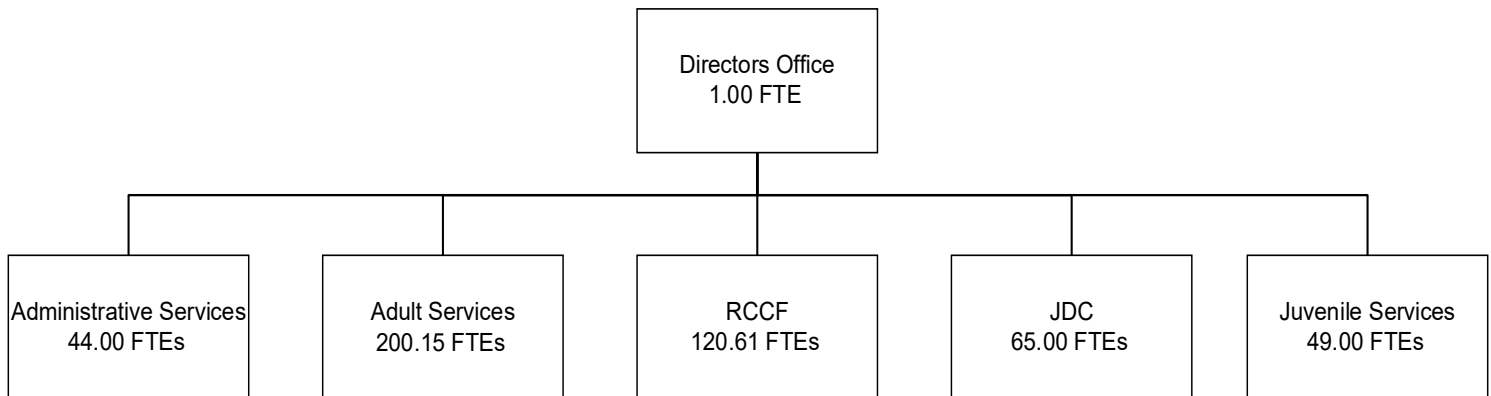 Directors Office
1.00 FTE
Administrative Services
44.00 FTEs
Adult Services
200.15 FTEs
RCCF
120.61 FTEs
JDC
65.00 FTEs
Juvenile Services
49.00 FTEs